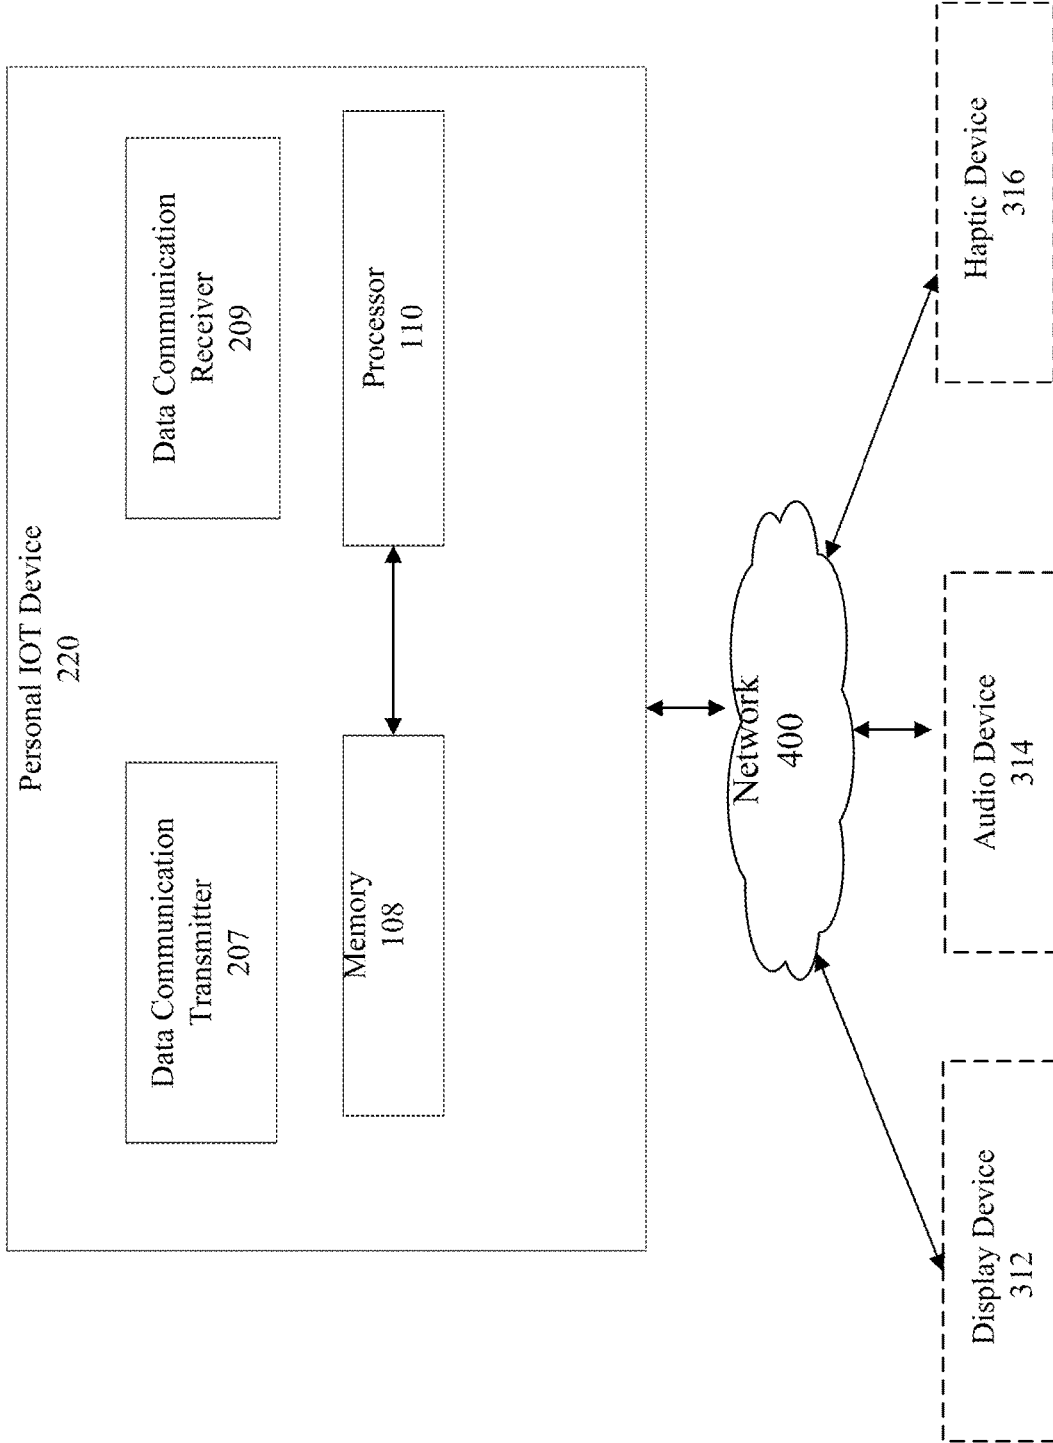 Personal IOT Device
220
Data Communication
Transmitter
207
Data Communication
Receiver
209
Memory
108
Processor
110
Network
400
Display Device
312
Audio Device
314
Haptic Device
316